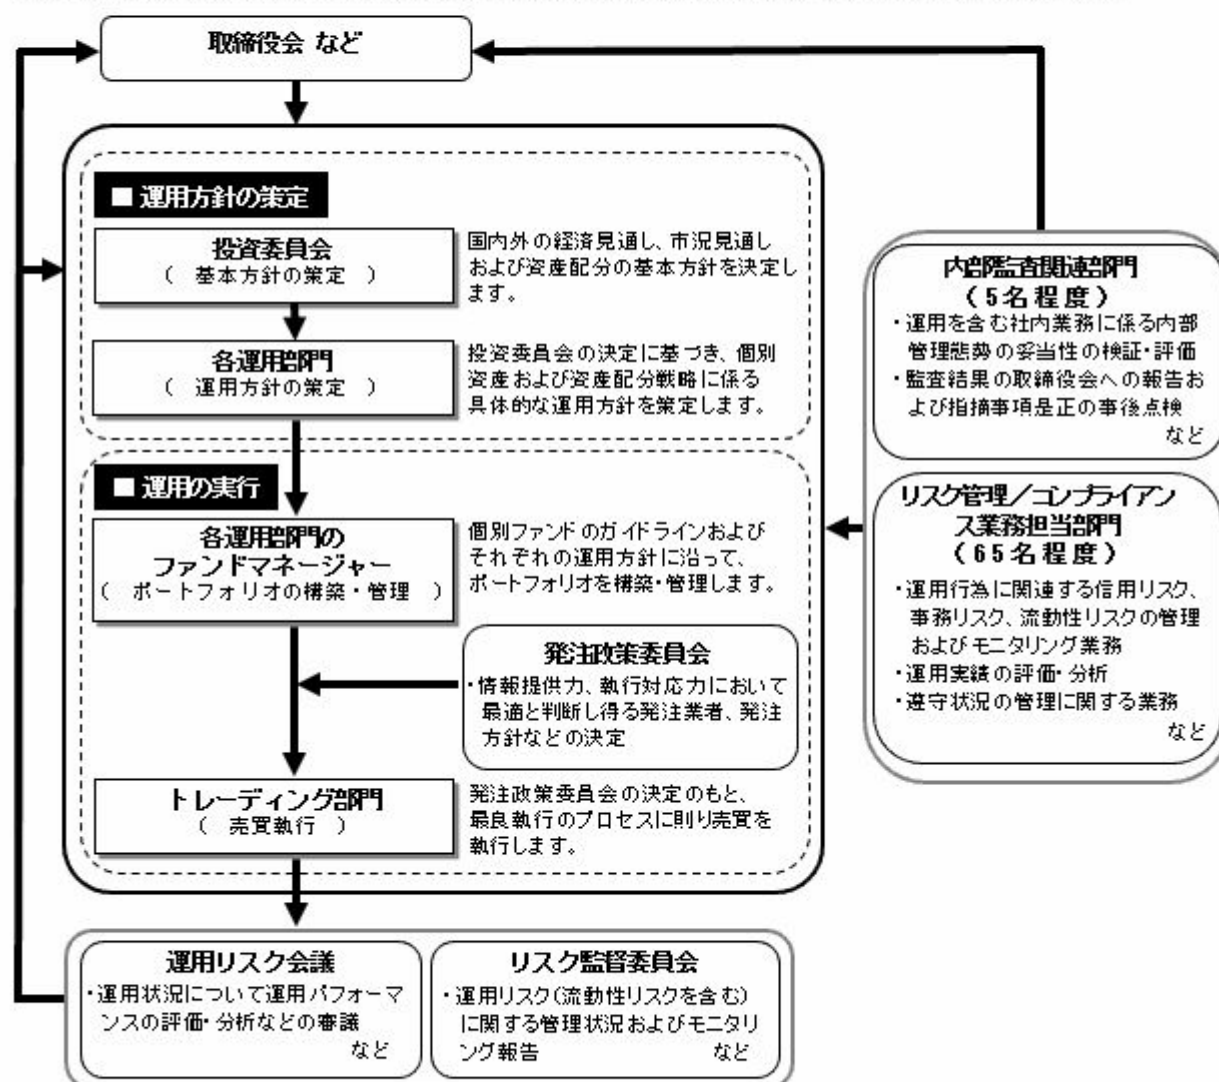 取締役会 など
■ 運用方針の策定
投資委員会
( 基本方針の策定 )
国内外の経済見通し、市況見通し
および資産配分の基本方針を決定し
ます。
各運用部門
( 運用方針の策定 )
投資委員会の決定に基づき、個別
資産および資産配分戦略に係る
具体的な運用方針を策定します。
■ 運用の実行
各運用部門の
ファンドマネージャー
( ポートフォリオの構築・管理 )
個別ファンドのガイドラインおよび
それぞれの運用方針に沿って、
ポートフォリオを構築・管理します。
発注政策委員会
・情報提供力、執行対応力において
最適と判断し得る発注業者、発注
方針などの決定
トレーディング部門
( 売買執行 )
発注政策委員会の決定のもと、
最良執行のプロセスに則り売買を
執行します。
内部監査関連部門
(5名程度)
・運用を含む社内業務に係る内部
管理態勢の妥当性の検証・評価
・監査結果の取締役会への報告お
よび指摘事項是正の事後点検
など
リスク管理/コンプライアン
ス業務担当部門
(65名程度)
・運用行為に関連する信用リスク、
事務リスク、流動性リスクの管理
およびモニタリング業務
・運用実績の評価・分析
・遵守状況の管理に関する業務
など
運用リスク会議
・運用状況について運用パフォーマ
ンスの評価・分析などの審議
など
リスク監督委員会
・運用リスク(流動性リスクを含む)
に関する管理状況およびモニタリ
ング報告 など